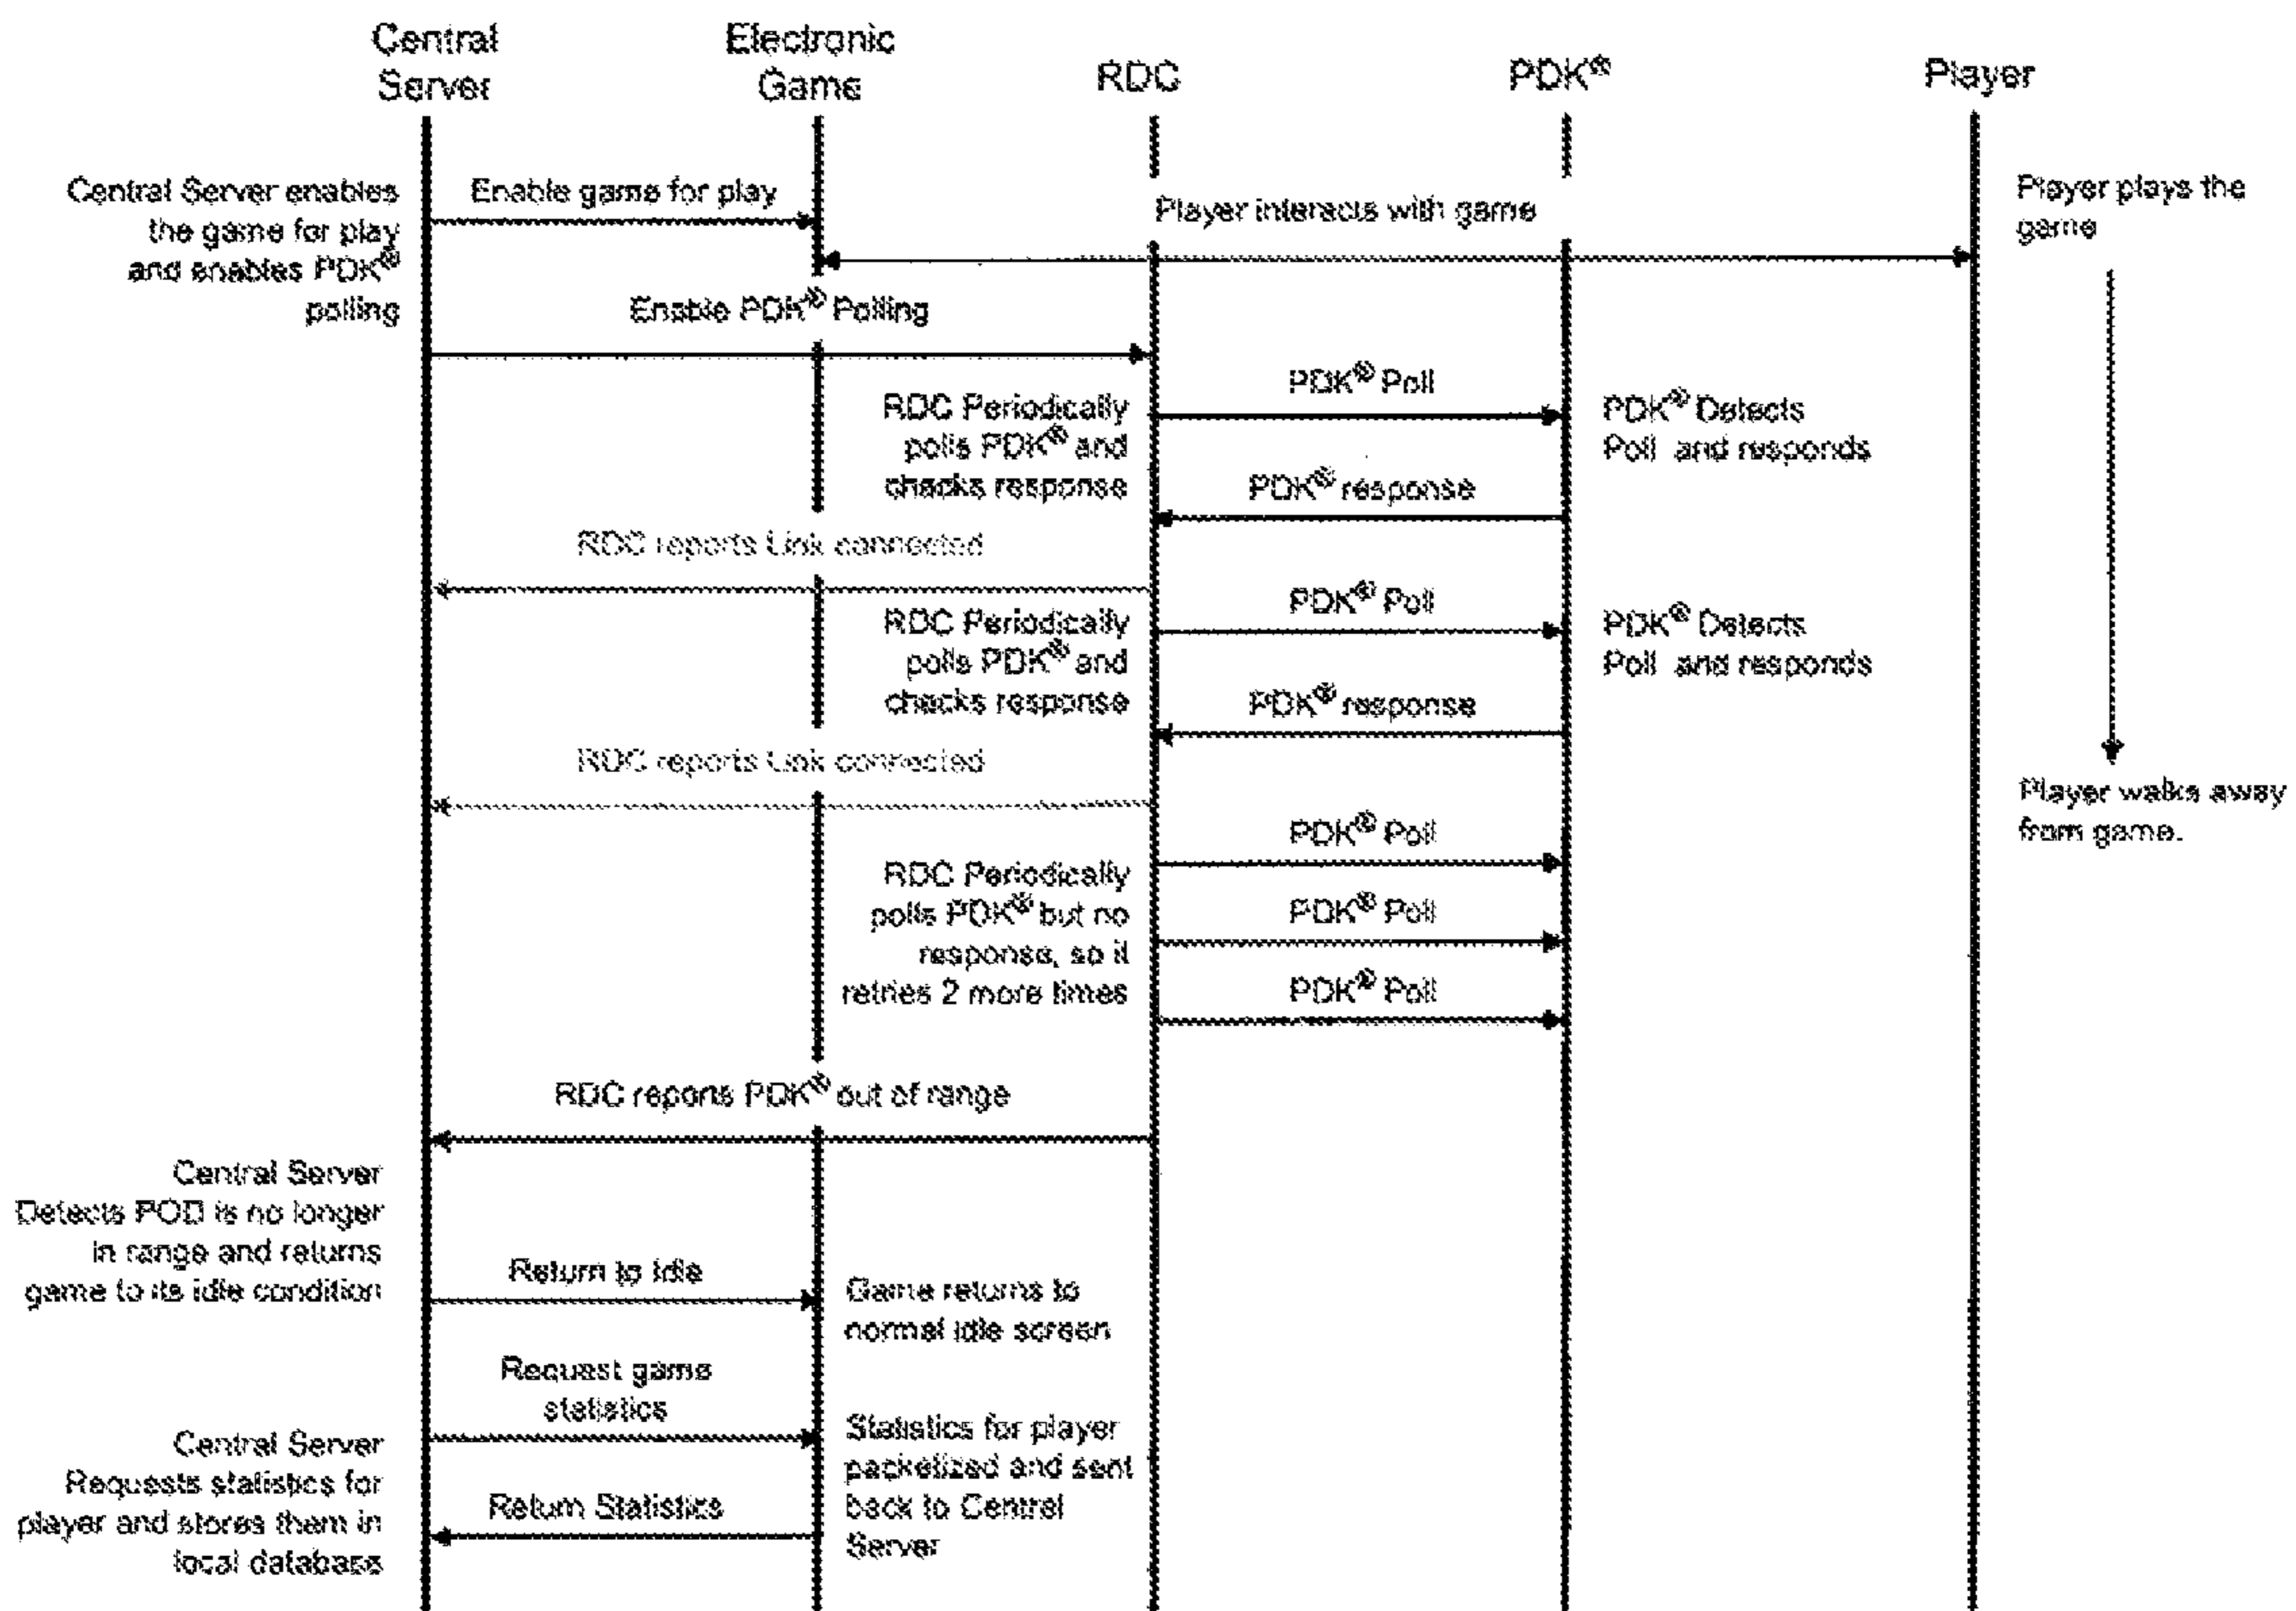 Central
Server
Electronic
Game
RDC
PDK®
Player
Central Server enables
the game for play
and enables PDK®
polling
Enable game for play
Player interacts with game
Player plays the
game
Enable PDK® Polling
PDK® Poll
RDC Periodically
polls PDK® and
checks response
PDK® Detects
Poll and responds
PDK® response
RDC reports Link connected
PDK® Poll
RDC Periodically
polls PDK® and
checks response
PDK® Detects
Poll and responds
PDK® response
RDC reports Link connected
Player walks away
from game.
PDK® Poll
RDC Periodically
polls PDK® but no
response, so it
retries 2 more times
PDK® Poll
PDK® Poll
RDC reports PDK® out of range
Central Server
Detects POD is no longer
in range and returns
game to its idle condition
Return to idle
Game returns to
normal idle screen
Request game
statistics
Central Server
Requests statistics for
player and stores them in
local database
Statistics for player
packetized and sent
back to Central
Server
Return Statistics